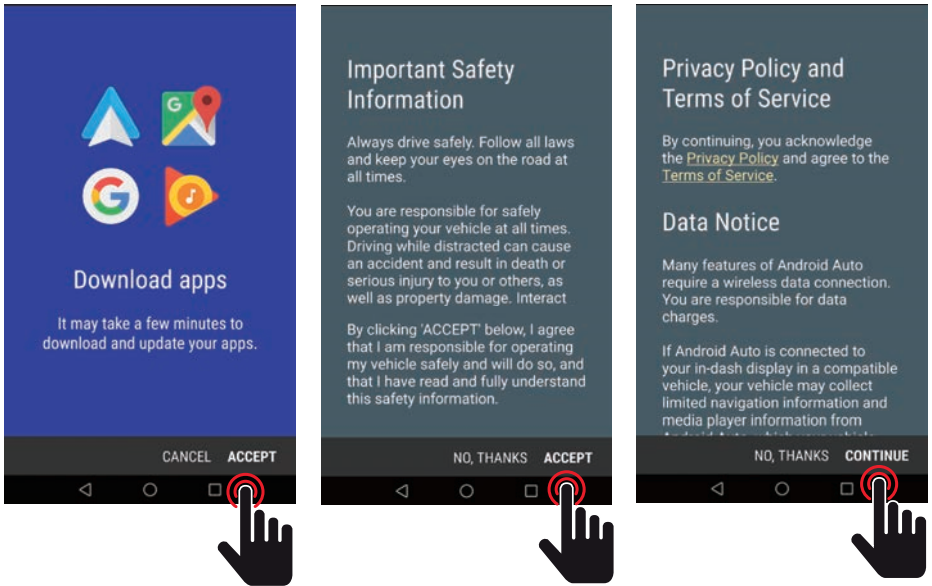 G
G
Download apps
It may take a few minutes to
download and update your apps.
CANCEL ACCEPT
Important Safety
Information
Always drive safely. Follow all laws
and keep your eyes on the road at
all times.
You are responsible for safely
operating your vehicle at all times.
Driving while distracted can cause
an accident and result in death or
serious injury to you or others, as
well as property damage. Interact
By clicking 'ACCEPT' below, I agree
that I am responsible for operating
my vehicle safely and will do so, and
that I have read and fully understand
this safety information.
NO, THANKS ACCEPT
Privacy Policy and
Terms of Service
By continuing, you acknowledge
the Privacy Policy and agree to the
Terms of Service.
Data Notice
Many features of Android Auto
require a wireless data connection.
You are responsible for data
charges.
If Android Auto is connected to
your in-dash display in a compatible
vehicle, your vehicle may collect
limited navigation information and
media player information from
NO, THANKS CONTINUE